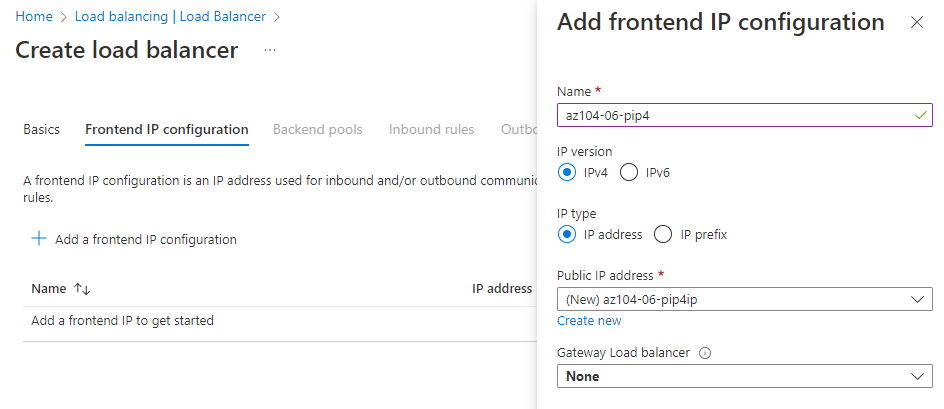 Home > Load balancing | Load Balancer >
Create load balancer ...
Basics Frontend IP configuration Backend pools Inbound rules Outbo
A frontend IP configuration is an IP address used for inbound and/or outbound communic
rules.
+ Add a frontend IP configuration
Name ↑↓ IP address
Add a frontend IP to get started
Add frontend IP configuration
Name *
az104-06-pip4
IP version
IPv4 IPv6
IP type
IP address IP prefix
Public IP address *
(New) az104-06-pip4ip
Create new
Gateway Load balancer
None